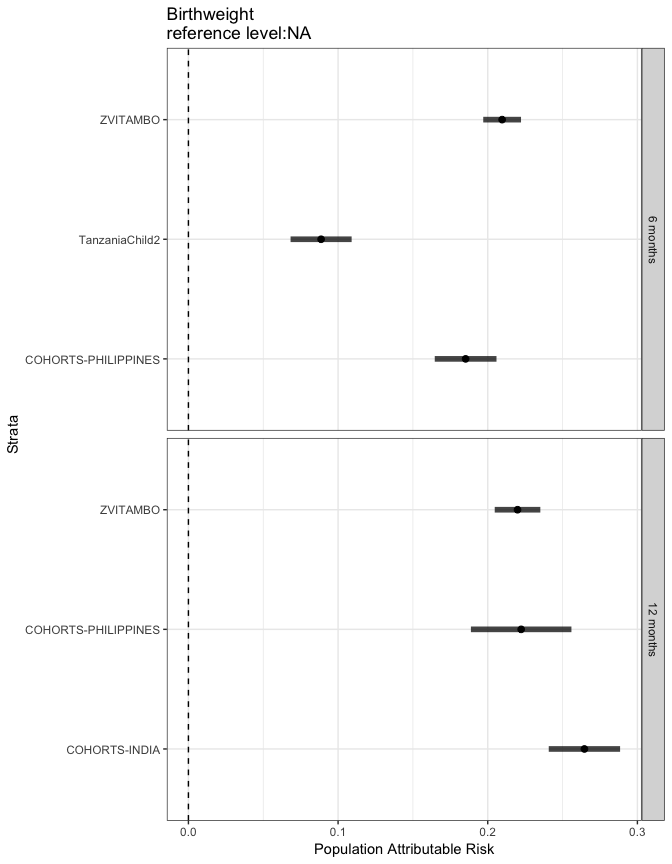 Birthweight
reference level:NA
ZVITAMBO
TanzaniaChild2
COHORTS-PHILIPPINES
6 months
Strata
ZVITAMBO
COHORTS-PHILIPPINES
COHORTS-INDIA
12 months
0.0 0.1 0.2 0.3
Population Attributable Risk